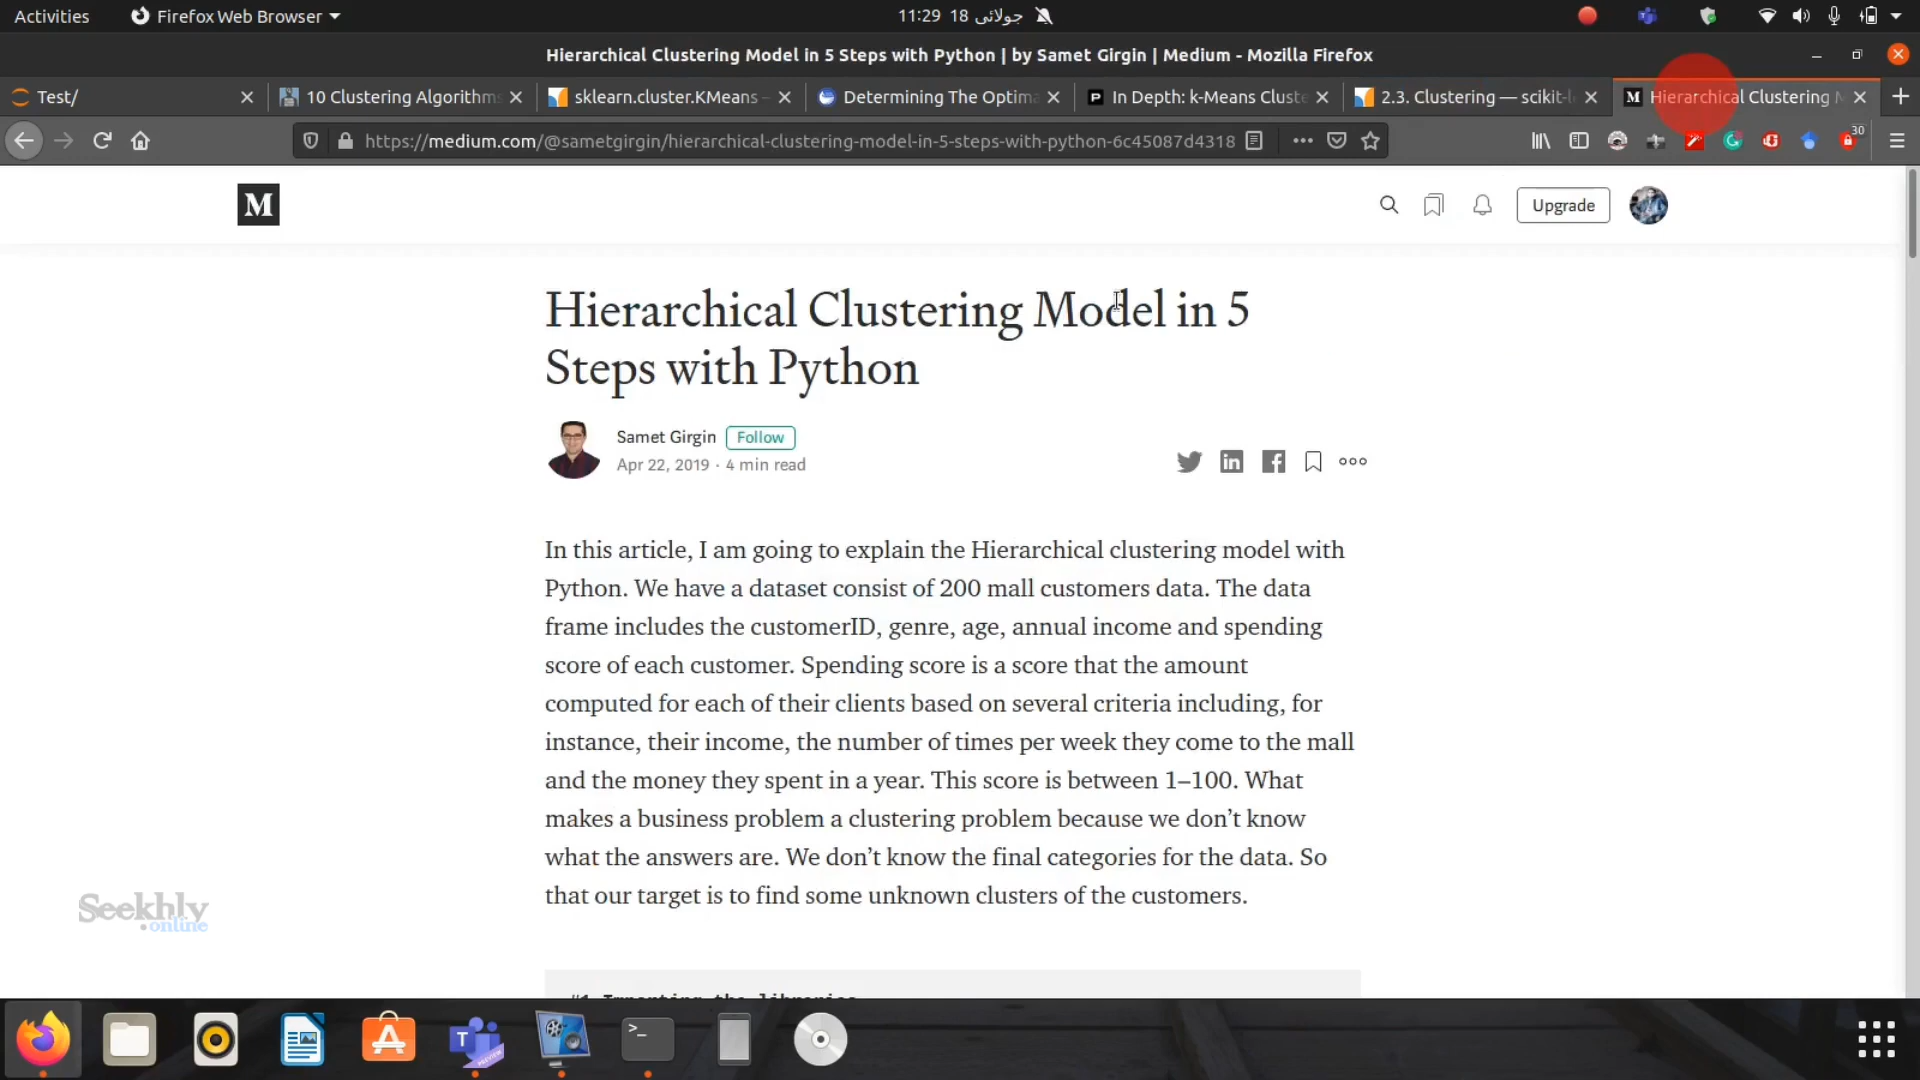 Activities
Firefox Web Browser
11:29 18 جولائی
Hierarchical Clustering Model in 5 Steps with Python | by Samet Girgin | Medium - Mozilla Firefox
Test/
10 Clustering Algorithms
sklearn.cluster.KMeans —
Determining The Optima
In Depth: k-Means Cluste
2.3. Clustering — scikit-l
Hierarchical Clustering M
https://medium.com/@sametgirgin/hierarchical-clustering-model-in-5-steps-with-python-6c45087d4318
30
M
Upgrade
Hierarchical Clustering Model in 5
Steps with Python
Samet Girgin
Follow
Apr 22, 2019 · 4 min read
In this article, I am going to explain the Hierarchical clustering model with
Python. We have a dataset consist of 200 mall customers data. The data
frame includes the customerID, genre, age, annual income and spending
score of each customer. Spending score is a score that the amount
computed for each of their clients based on several criteria including, for
instance, their income, the number of times per week they come to the mall
and the money they spent in a year. This score is between 1–100. What
makes a business problem a clustering problem because we don’t know
what the answers are. We don’t know the final categories for the data. So
that our target is to find some unknown clusters of the customers.
Seekhly
.online
#1 Importing the libraries
PREVIEW